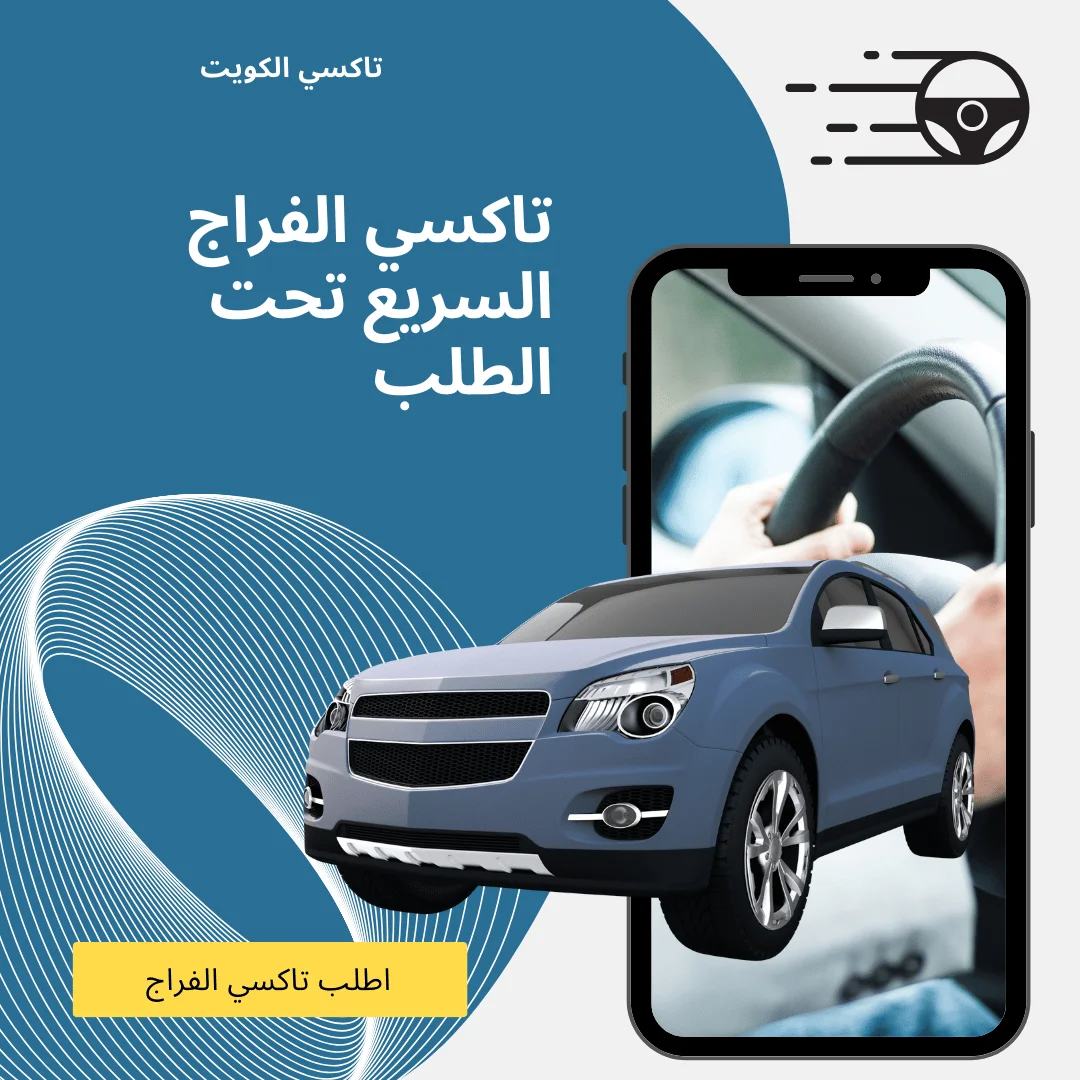 تاكسي الكويت
تاكسي الفراج
السريع تحت
الطلب
اطلب تاكسي الفراج